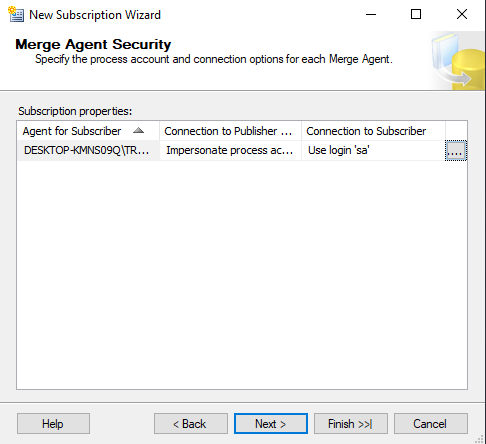 New Subscription Wizard
Merge Agent Security
Specify the process account and connection options for each Merge Agent.
Subscription properties:
Agent for Subscriber Connection to Publisher ... Connection to Subscriber
DESKTOP-KMNS09Q\TR... Impersonate process ac... Use login 'sa' ....
Help < Back Next > Finish >>| Cancel